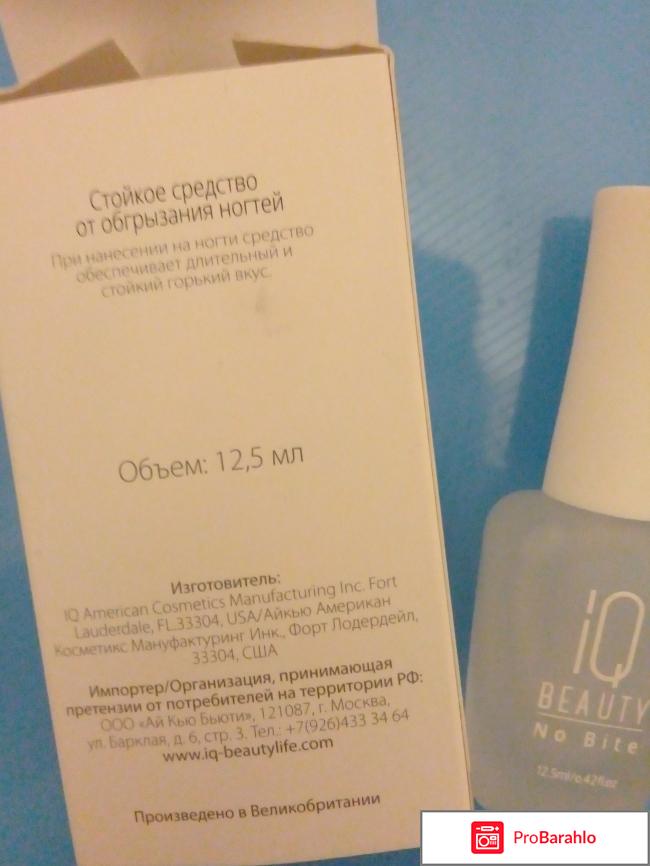 Стойкое средство
от обгрызания ногтей
При нанесении на ногти средство
обеспечивает длительный и
стойкий горький вкус.
Объем: 12,5 мл
Изготовитель:
IQ American Cosmetics Manufacturing Inc. Fort
Lauderdale, FL.33304, USA/Айкью Американ
Косметикс Мануфактуринг Инк., Форт Лодердейл,
33304, США
Импортер/Организация, принимающая
претензии от потребителей на территории РФ:
ООО «Ай Кью Бьюти», 121087, г. Москва,
ул. Барклая, д. 6, стр. 3. Тел.: +7(926)433 34 64
www.iq-beautylife.com
Произведено в Великобритании
iQ
BEAUTY
No Bite
12.5ml/e.42floz
ProBarahlo